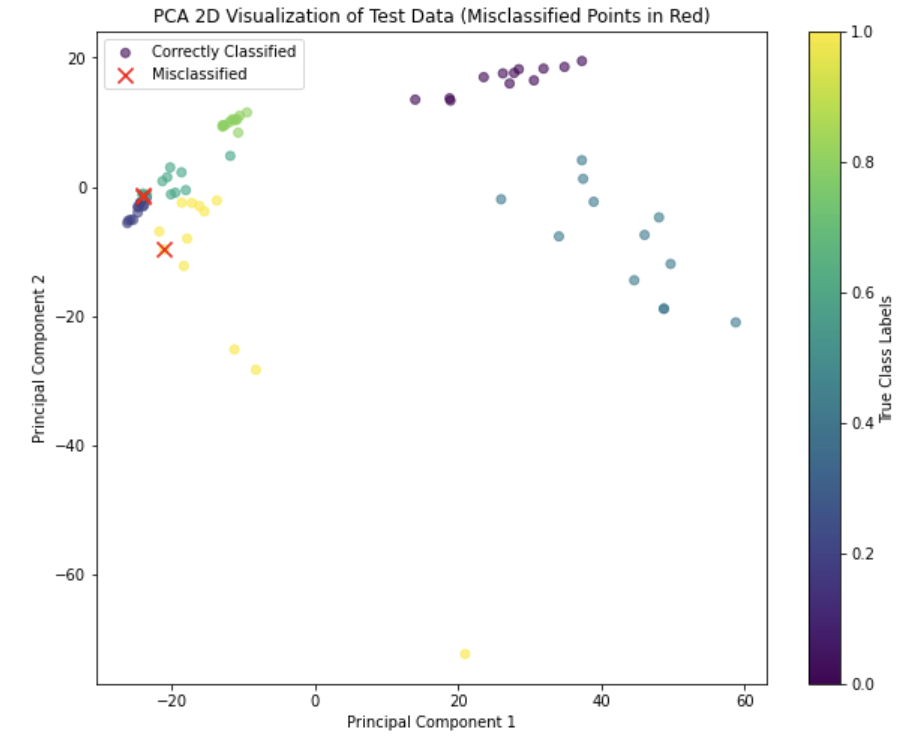 PCA 2D Visualization of Test Data (Misclassified Points in Red)
Correctly Classified
Misclassified
20
0
−20
−40
−60
Principal Component 2
−20
0
20
40
60
Principal Component 1
1.0
0.8
0.6
0.4
0.2
0.0
True Class Labels